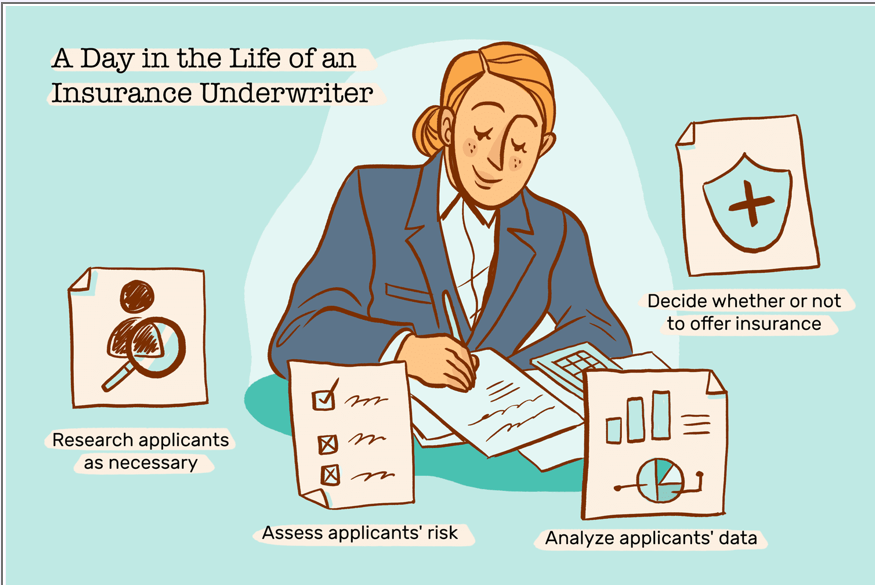 A Day in the Life of an
Insurance Underwriter
Decide whether or not
to offer insurance
Research applicants
as necessary
Assess applicants' risk
Analyze applicants' data